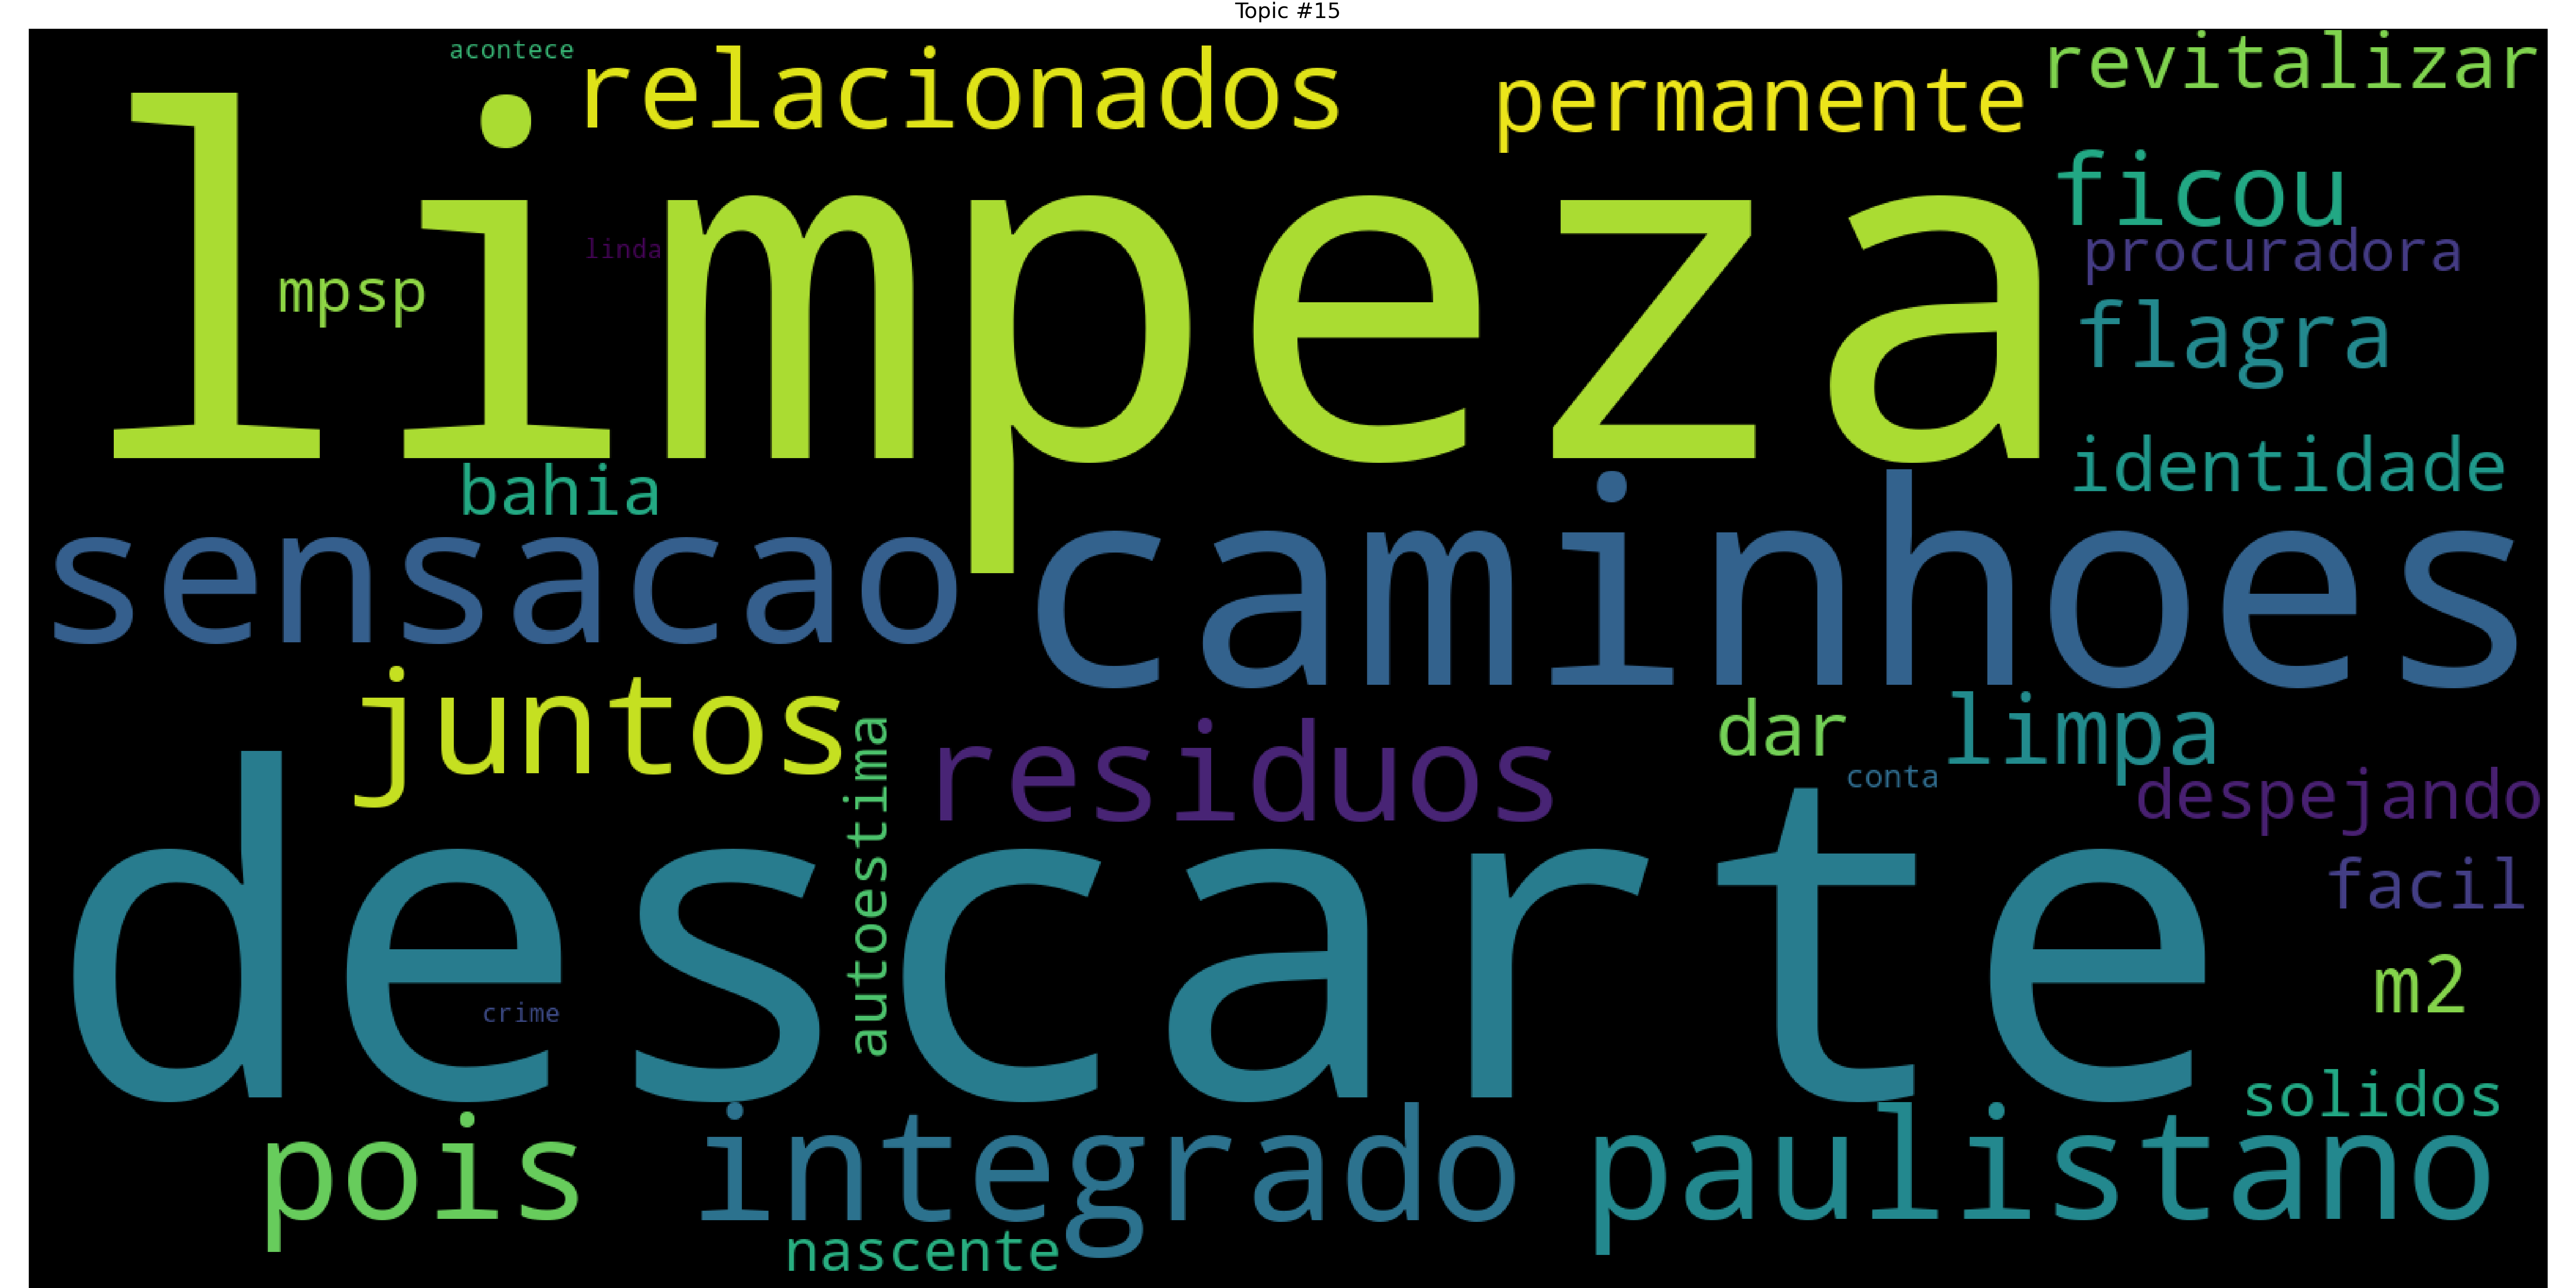 Topic #15
acontece
relacionados
permanente
revitalizar
limpeza
ficou
linda
procuradora
mpsp
flagra
bahia
identidade
sensacao
caminhoes
juntos
autoestima
residuos
dar
limpa
conta
despejando
descarte
facil
crime
m2
solidos
pois
integrado
paulistano
nascente